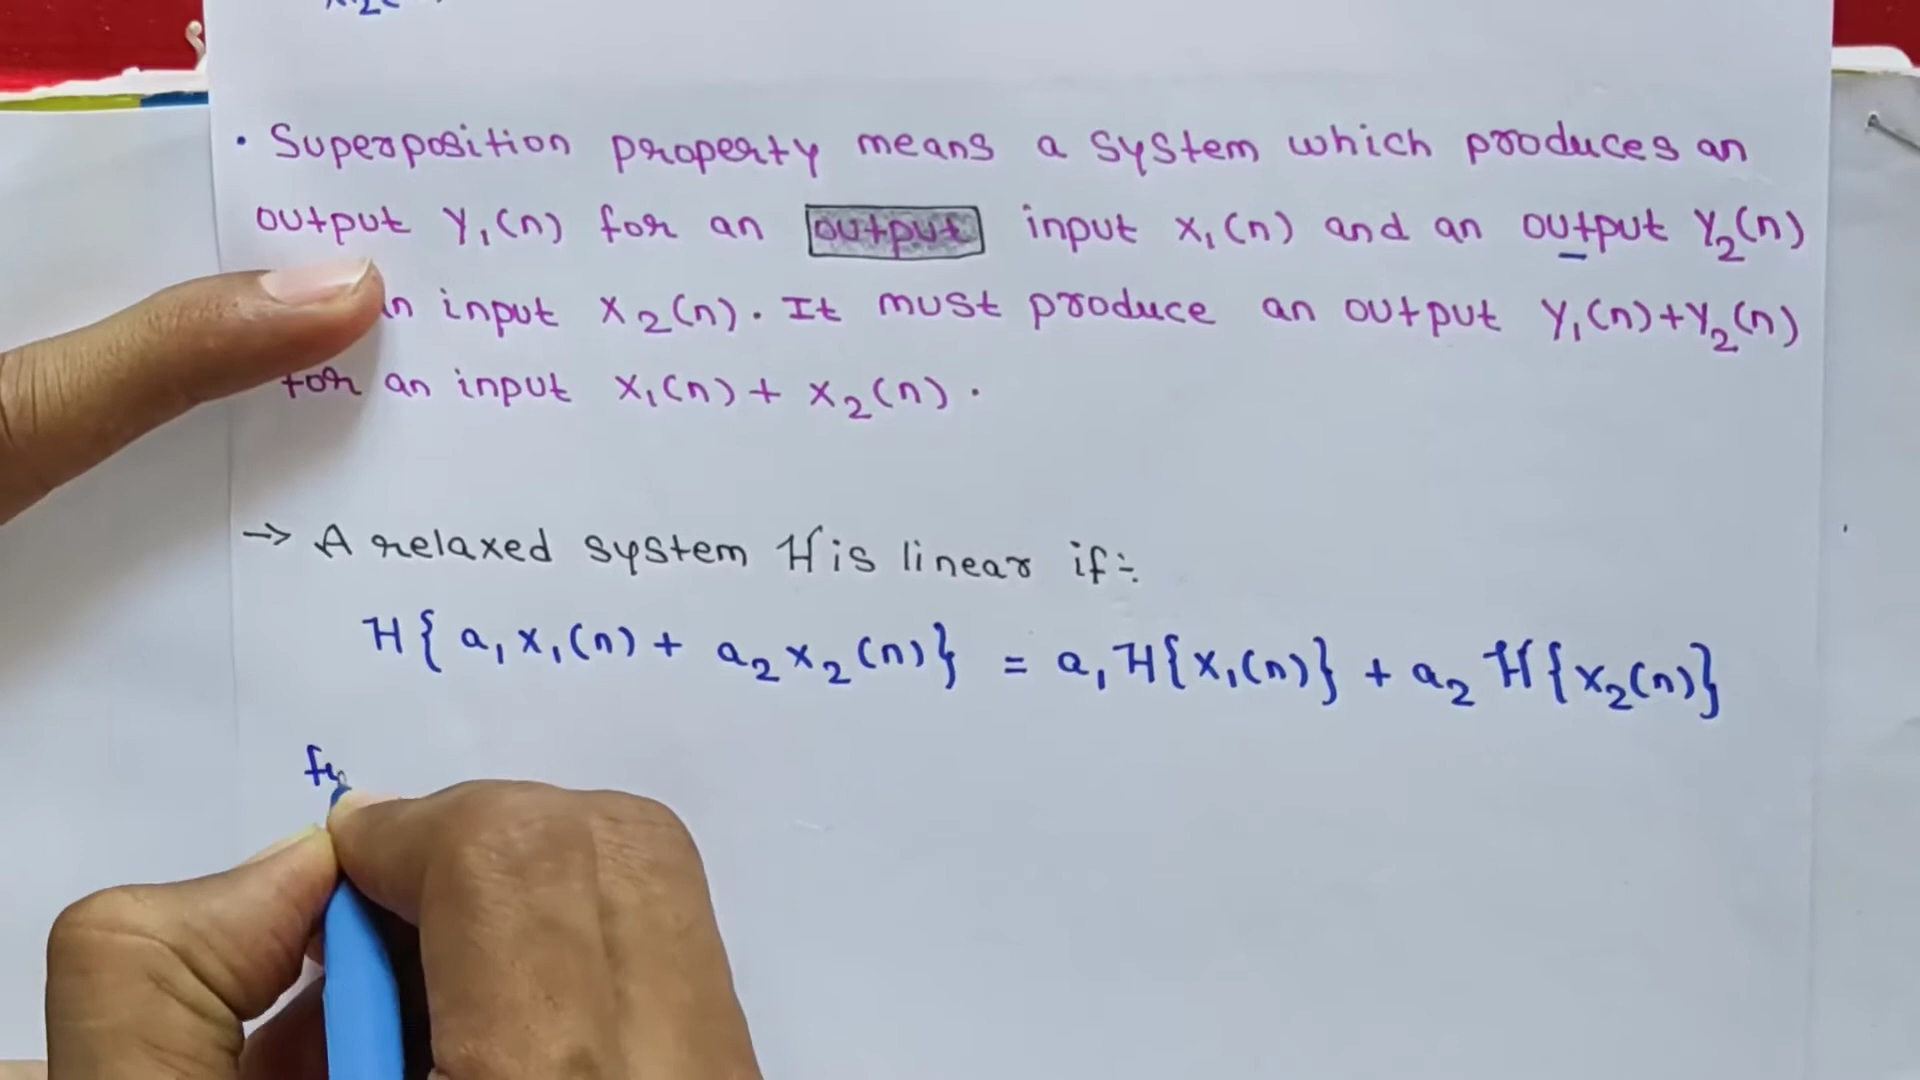 • Superposition property means a system which produces an
output y₁(n) for an output input x₁(n) and an output y₂(n)
input x₂(n). It must produce an output y₁(n)+y₂(n)
for an input x₁(n) + x₂(n).
→ A relaxed system H is linear if:-
H{a₁x₁(n) + a₂x₂(n)} = a₁H{x₁(n)} + a₂H{x₂(n)}